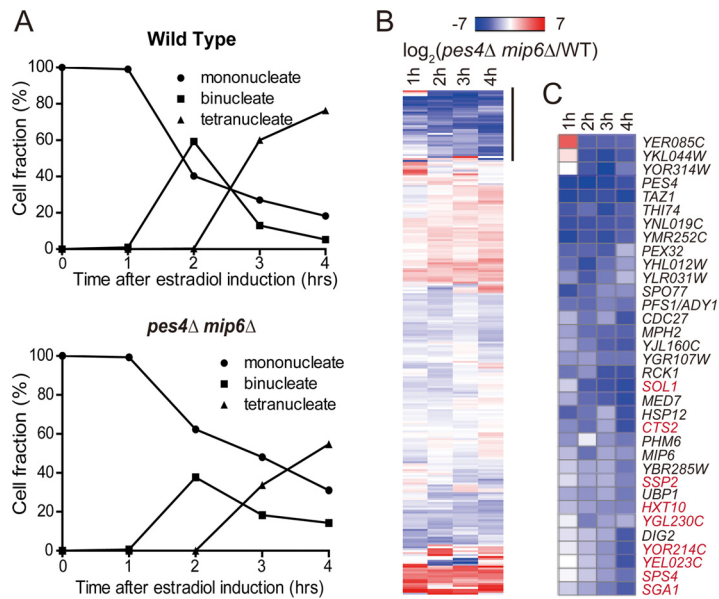 A
Wild Type
Cell fraction (%)
100
80
60
40
20
0
mononucleate
binucleate
tetranucleate
0 1 2 3 4
Time after estradiol induction (hrs)
pes4Δ mip6Δ
Cell fraction (%)
100
80
60
40
20
0
mononucleate
binucleate
tetranucleate
0 1 2 3 4
Time after estradiol induction (hrs)
B
-7 7
log2(pes4Δ mip6Δ/WT)
1h 2h 3h 4h
C
1h 2h 3h 4h
YER085C
YKL044W
YOR314W
PES4
TAZ1
THI74
YNL019C
YMR252C
PEX32
YHL012W
YLR031W
SPO77
PFS1/ADY1
CDC27
MPH2
YJL160C
YGR107W
RCK1
SOL1
MED7
HSP12
CTS2
PHM6
MIP6
YBR285W
SSP2
UBP1
HXT10
YGL230C
DIG2
YOR214C
YEL023C
SPS4
SGA1